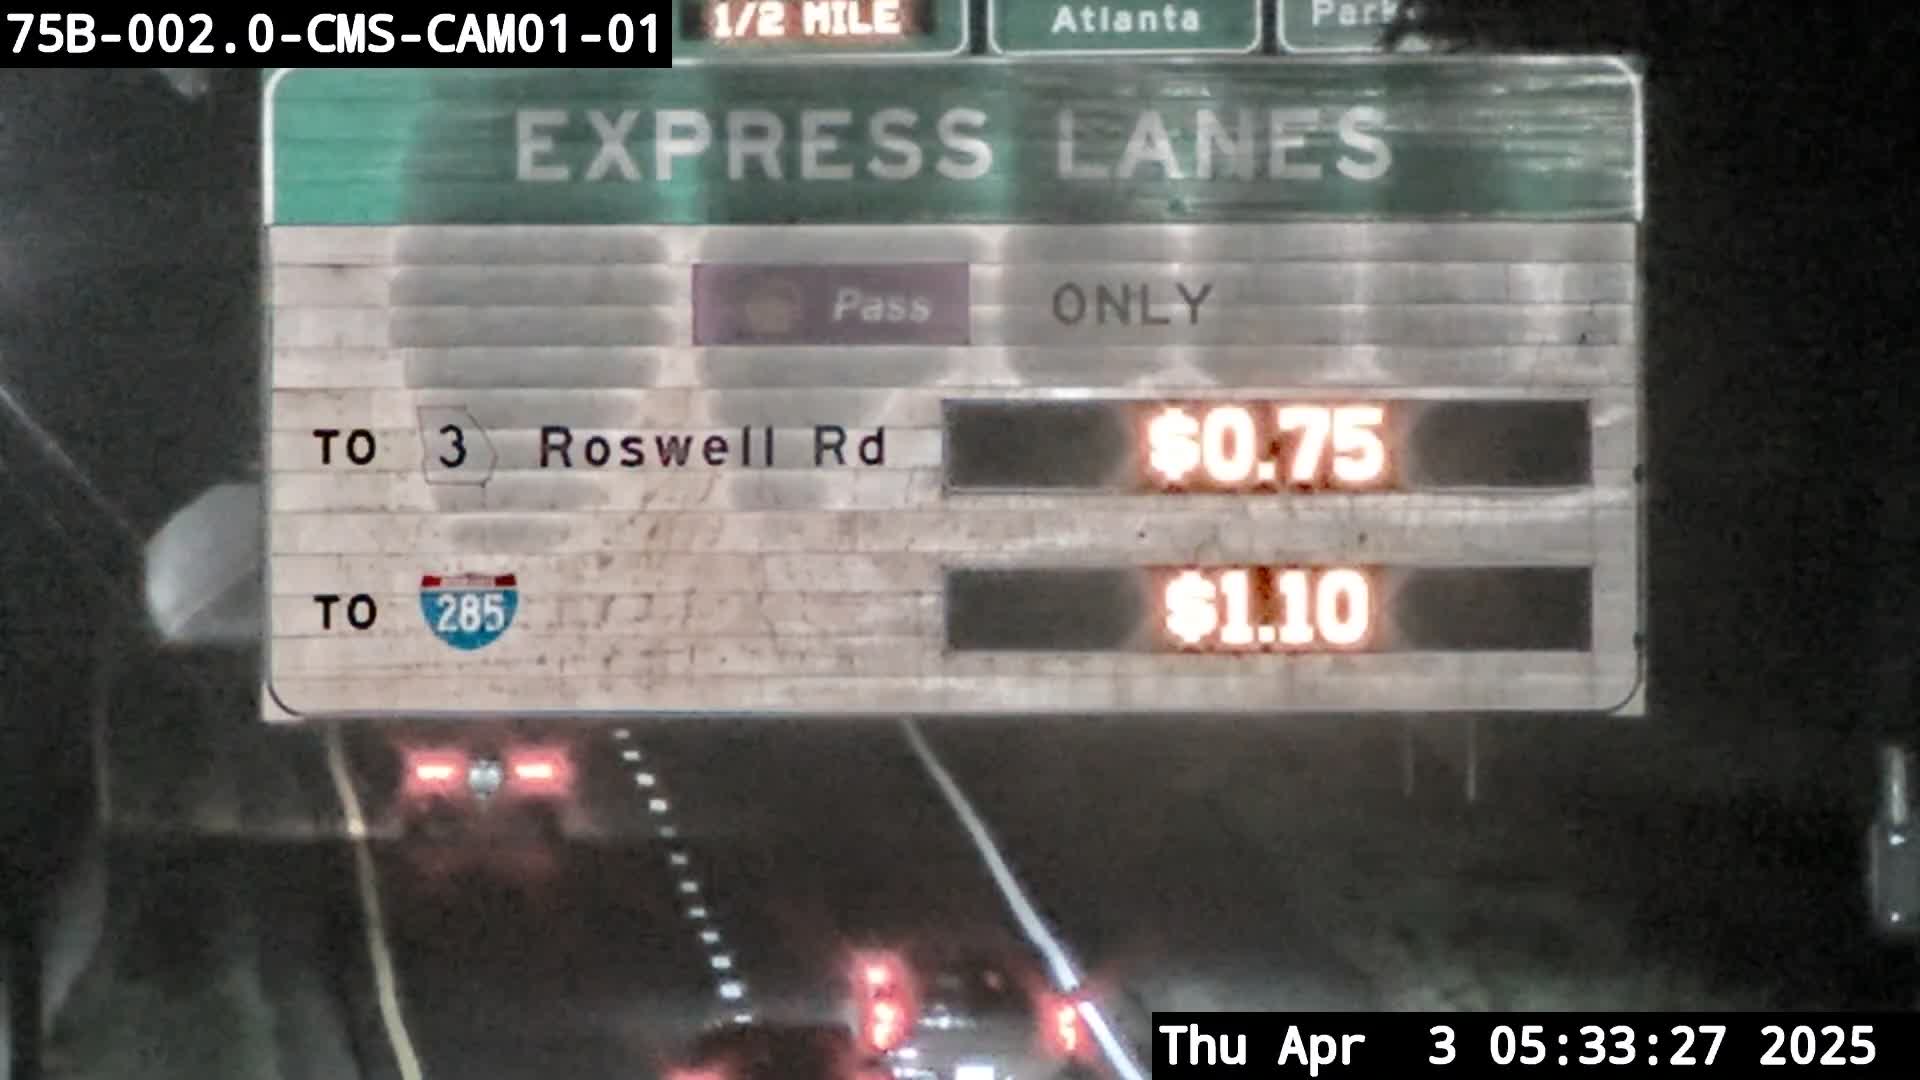 75B-002.0-CMS-CAM01-01
1/2 MILE
Atlanta
Park
EXPRESS LANES
Pass ONLY
TO 3 Roswell Rd $0.75
TO 285 $1.10
Thu Apr 3 05:33:27 2025